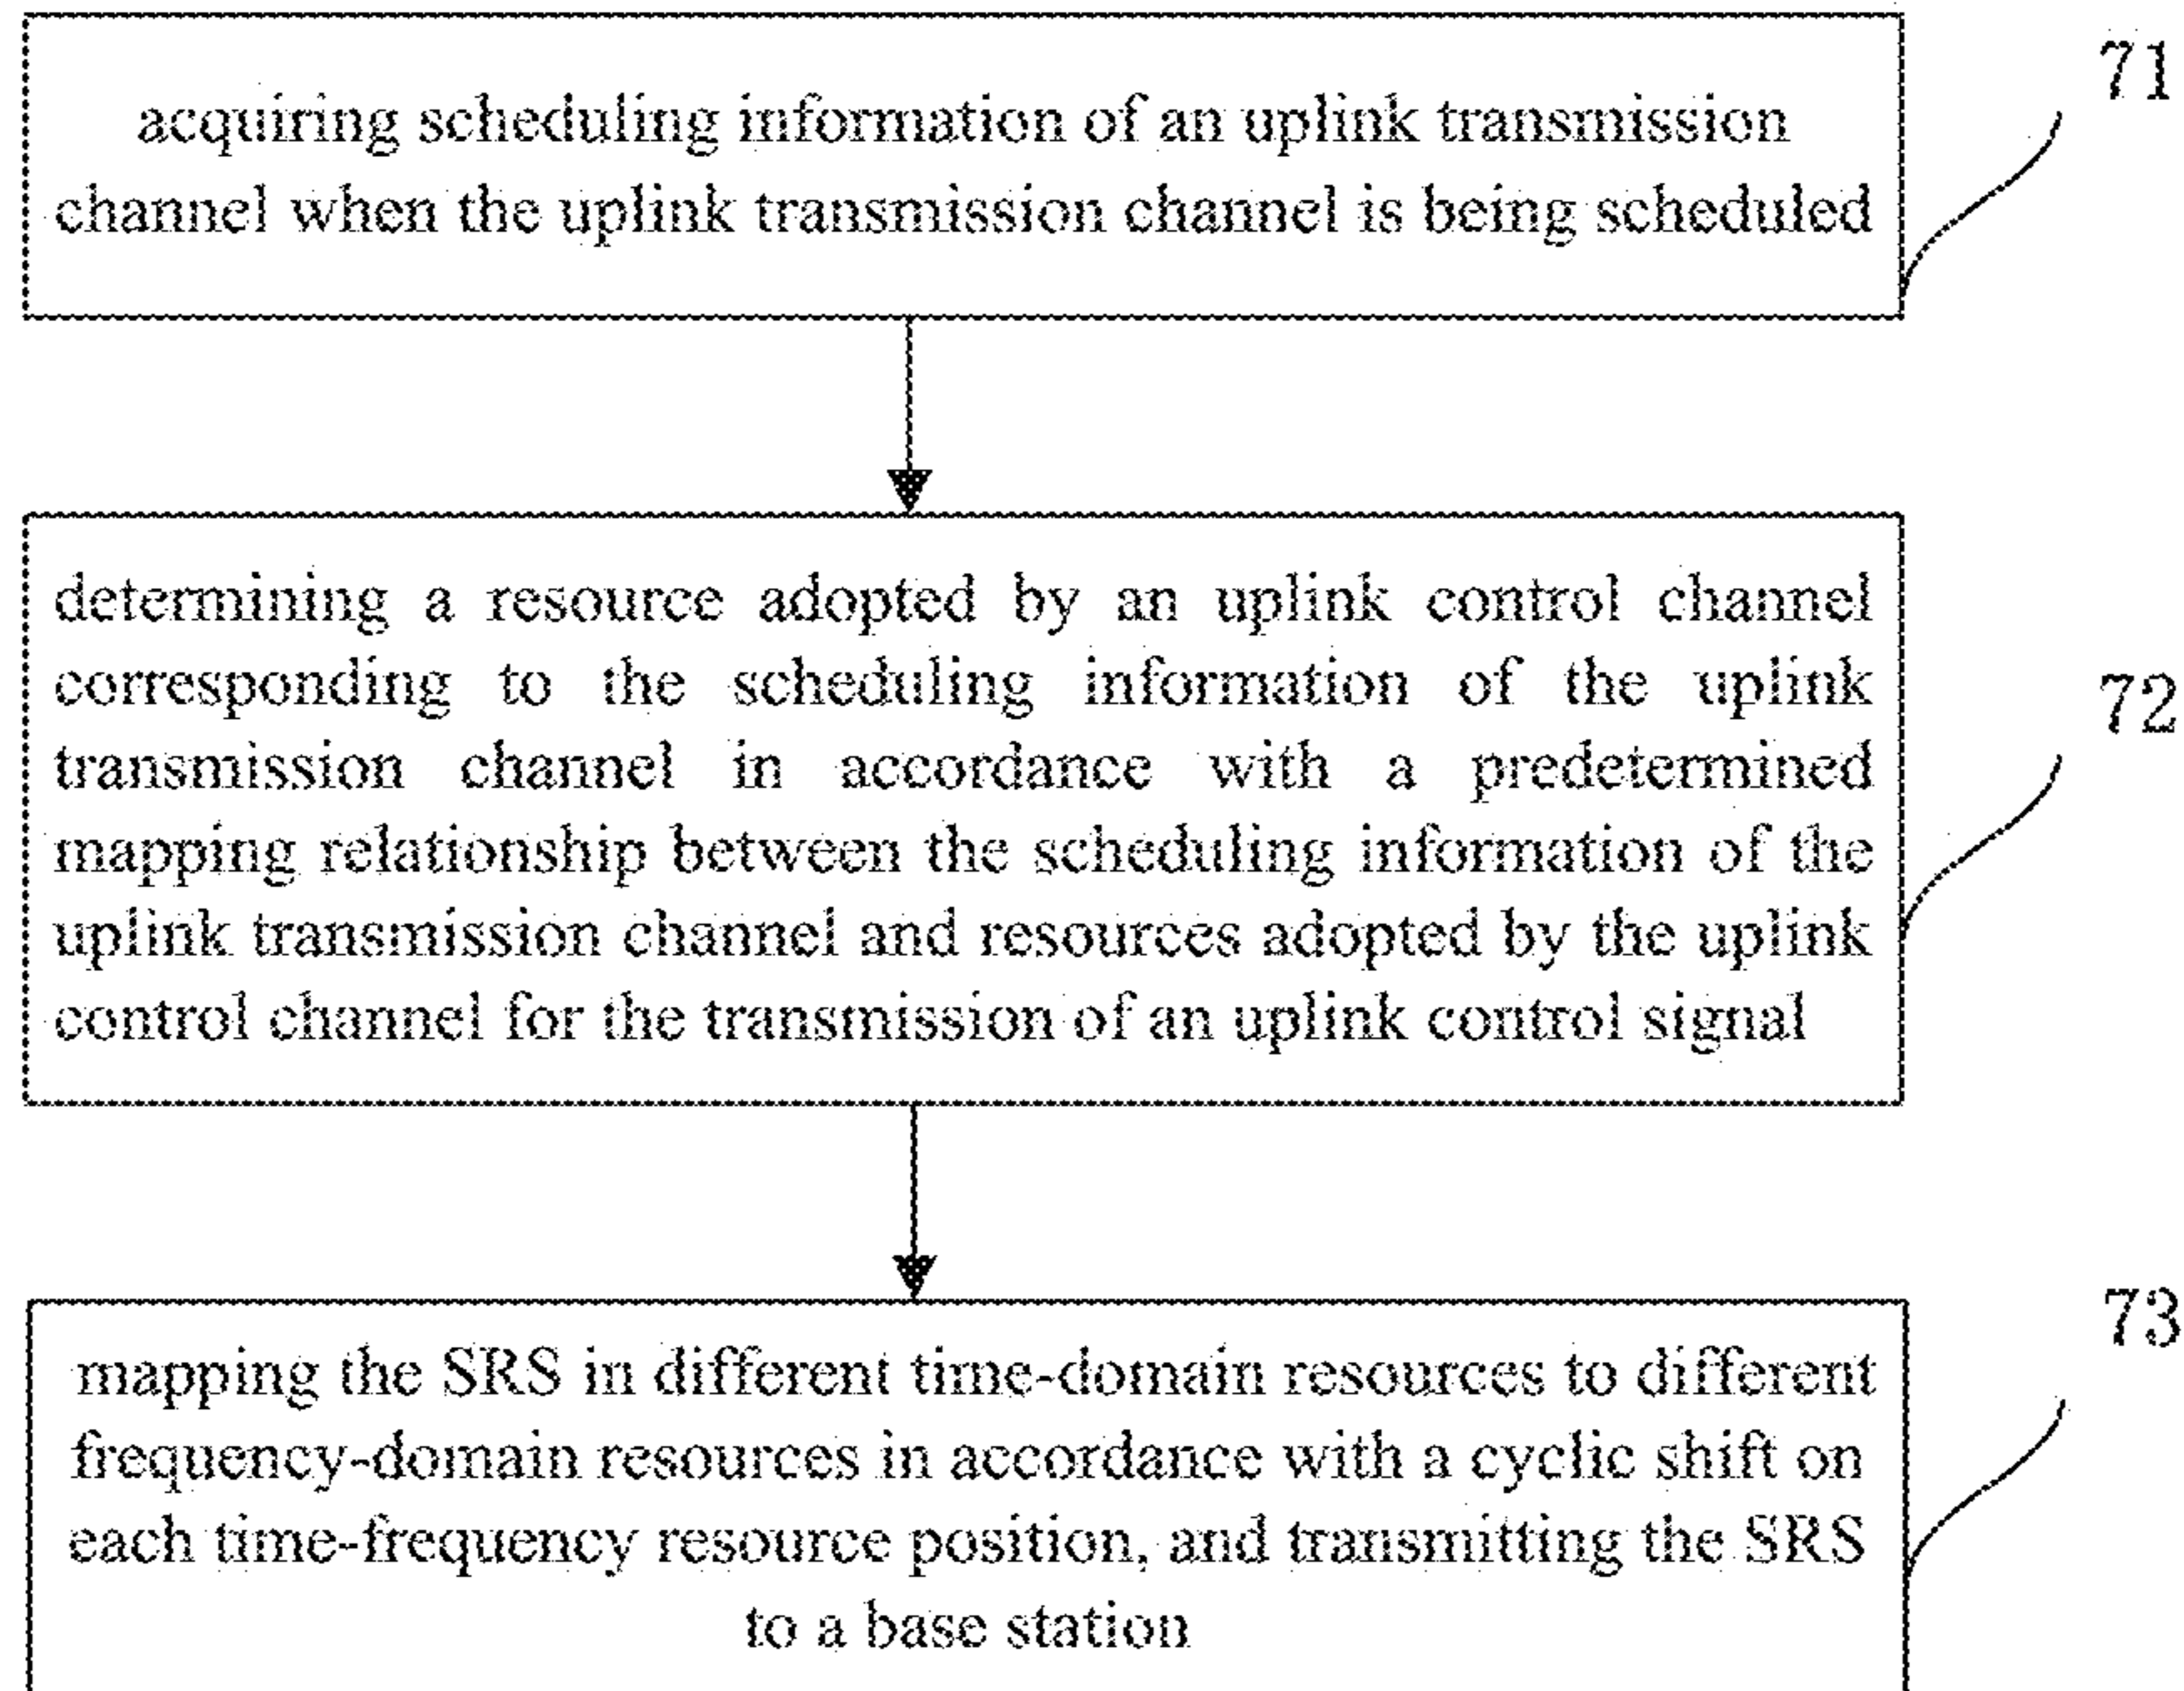 71
acquiring scheduling information of an uplink transmission
channel when the uplink transmission channel is being scheduled
determining a resource adopted by an uplink control channel
corresponding to the scheduling information of the uplink
72
transmission channel in accordance with a predetermined
mapping relationship between the scheduling information of the
uplink transmission channel and resources adopted by the uplink
control channel for the transmission of an uplink control signal
73
mapping the SRS in different time-domain resources to different
frequency-domain resources in accordance with a cyclic shift on
each time-frequency resource position, and transmitting the SRS
to a base station